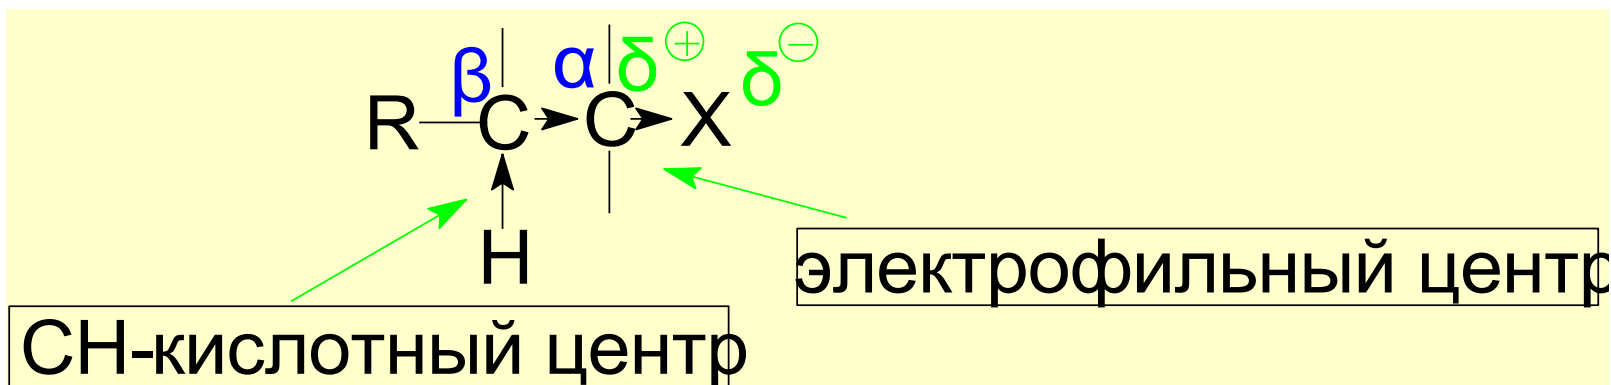 β α δ⊕ δ⊖
R C C X
H
электрофильный центр
СН-кислотный центр